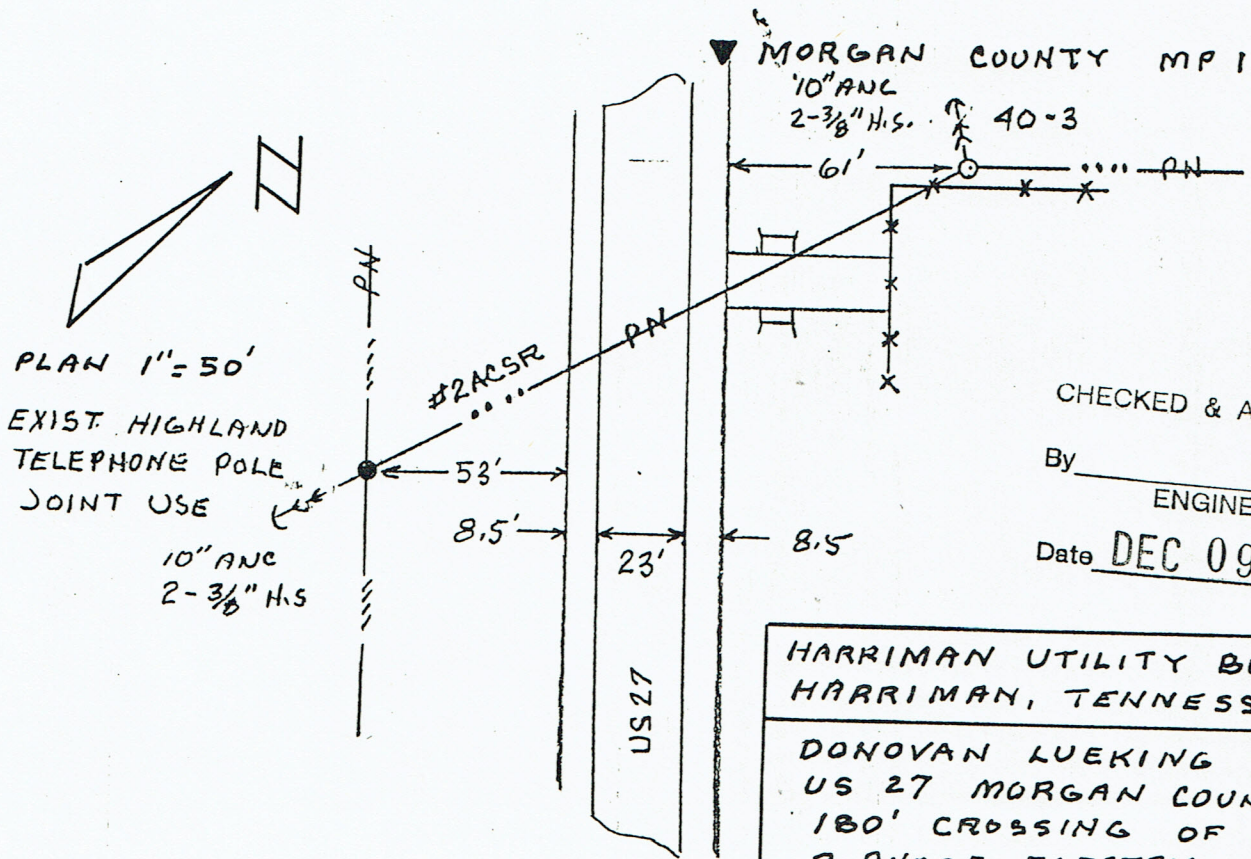 MORGAN COUNTY MP 1
10" ANC
2-3/8" H.S.
40-3
61'
PN
N
PN
PN
#2ACSR
PLAN 1"=50'
EXIST. HIGHLAND
TELEPHONE POLE
JOINT USE
10" ANC
2-3/8" H.S
53'
8.5'
23'
8.5
US 27
CHECKED & A
By
ENGINE
Date DEC 09
HARRIMAN UTILITY B
HARRIMAN, TENNESS
DONOVAN LUEKING
US 27 MORGAN COUN
180' CROSSING OF